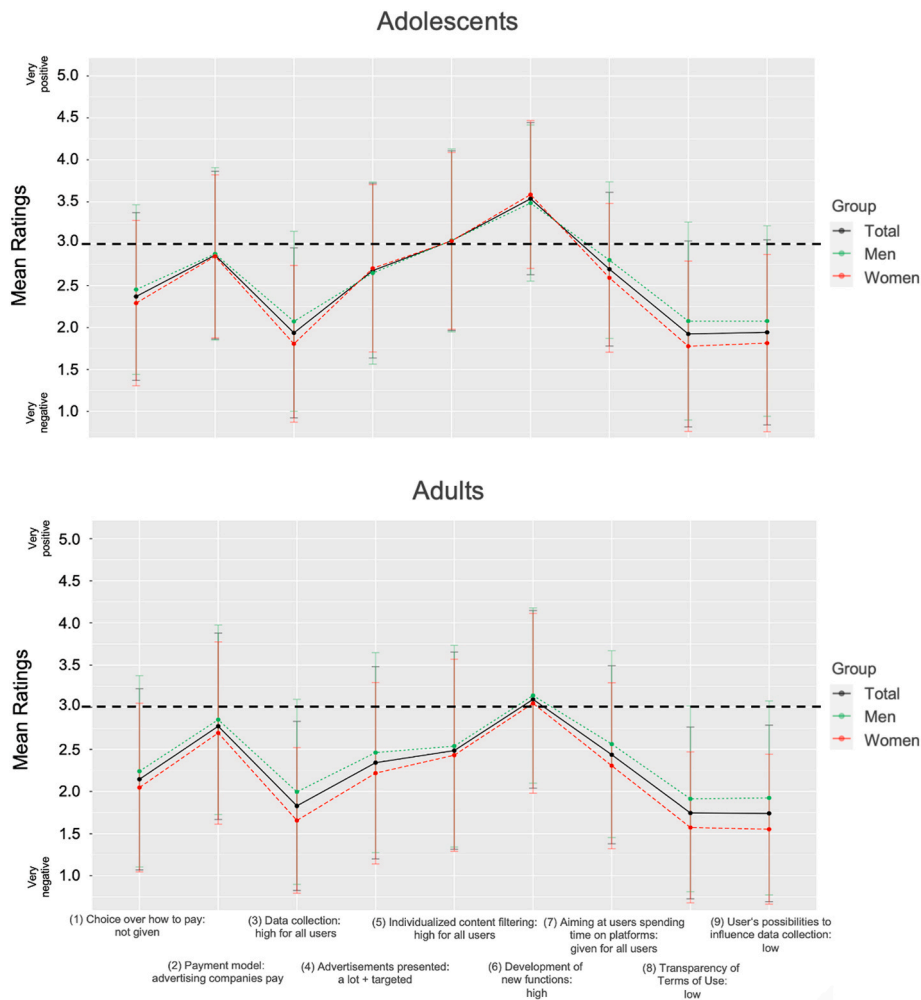 Adolescents
Very
positive
5.0
4.5
4.0
3.5
3.0
2.5
2.0
1.5
1.0
Very
negative
Mean Ratings
Group
Total
Men
Women
Adults
Very
positive
5.0
4.5
4.0
3.5
3.0
2.5
2.0
1.5
1.0
Very
negative
Mean Ratings
Group
Total
Men
Women
(1) Choice over how to pay:
not given
(2) Payment model:
advertising companies pay
(3) Data collection:
high for all users
(4) Advertisements presented:
a lot + targeted
(5) Individualized content filtering:
high for all users
(6) Development of
new functions:
high
(7) Aiming at users spending
time on platforms:
given for all users
(8) Transparency of
Terms of Use:
low
(9) User's possibilities to
influence data collection:
low